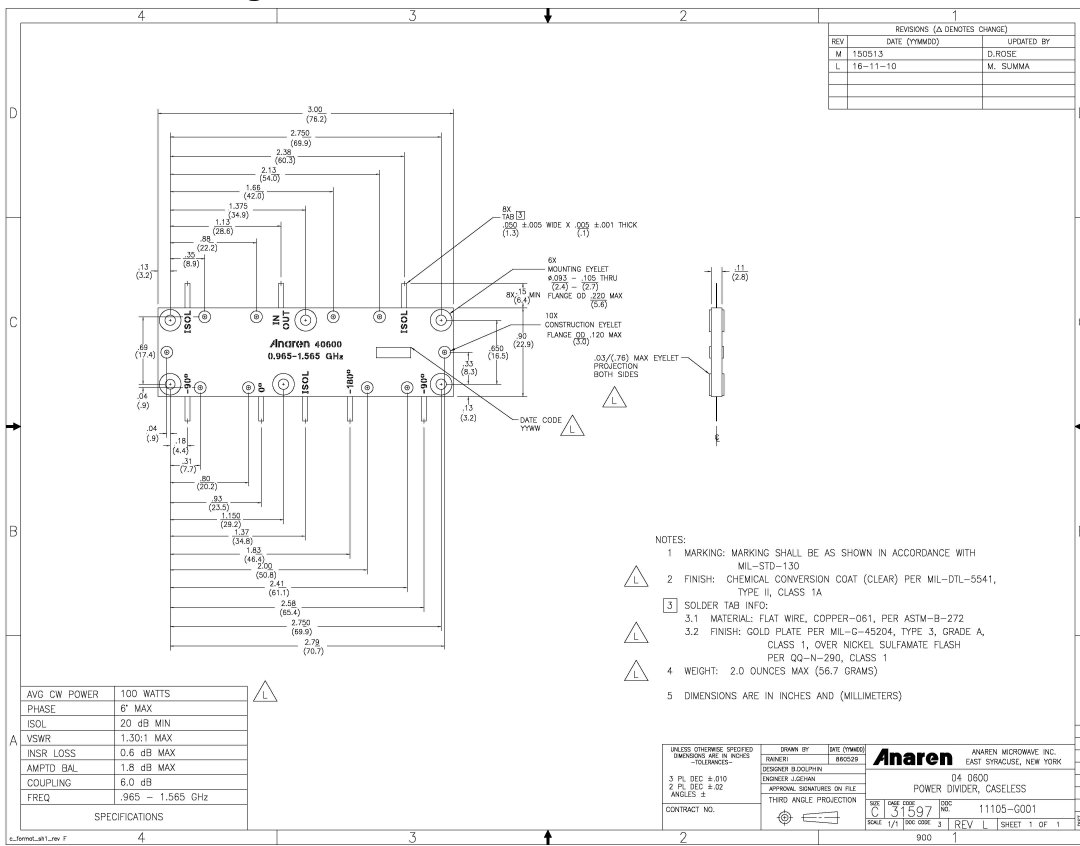 4 3 2 1
REVISIONS (Δ DENOTES CHANGE)
REV DATE (YYMMDD) UPDATED BY
M 150513 D.ROSE
L 16-11-10 M. SUMMA
D
3.00
(76.2)
2.750
(69.9)
2.38
(60.3)
2.13
(54.0)
1.66
(42.0)
1.375
(34.9)
1.13
(28.6)
.88
(22.2)
.35
(8.9)
.13
(3.2)
8X
TAB 3
.050 ±.005 WIDE X .005 ±.001 THICK
(1.3) (.1)
6X
MOUNTING EYELET
ø.093 - .105 THRU
(2.4) - (2.7)
FLANGE OD .220 MAX
(5.6)
8X .15 MIN
(6.4)
10X
CONSTRUCTION EYELET
FLANGE OD .120 MAX
(3.0)
.11
(2.8)
C
ISOL
IN
OUT
ISOL
Anaren 40600
0.965-1.565 GHz
-90°
0°
ISOL
-180°
-90°
.69
(17.4)
.04
(.9)
.650
(16.5)
.33
(8.3)
.90
(22.9)
.13
(3.2)
.03/(.76) MAX EYELET
PROJECTION
BOTH SIDES
L
DATE CODE
YYWW
L
.04
(.9)
.18
(4.4)
.31
(7.7)
.80
(20.2)
.93
(23.5)
1.150
(29.2)
1.37
(34.8)
1.83
(46.4)
2.00
(50.8)
2.41
(61.1)
2.58
(65.4)
2.750
(69.9)
2.79
(70.7)
B
NOTES:
1 MARKING: MARKING SHALL BE AS SHOWN IN ACCORDANCE WITH
MIL-STD-130
L 2 FINISH: CHEMICAL CONVERSION COAT (CLEAR) PER MIL-DTL-5541,
TYPE II, CLASS 1A
3 SOLDER TAB INFO:
3.1 MATERIAL: FLAT WIRE, COPPER-061, PER ASTM-B-272
L 3.2 FINISH: GOLD PLATE PER MIL-G-45204, TYPE 3, GRADE A,
CLASS 1, OVER NICKEL SULFAMATE FLASH
PER QQ-N-290, CLASS 1
L 4 WEIGHT: 2.0 OUNCES MAX (56.7 GRAMS)
5 DIMENSIONS ARE IN INCHES AND (MILLIMETERS)
A
L
AVG CW POWER 100 WATTS
PHASE 6° MAX
ISOL 20 dB MIN
VSWR 1.30:1 MAX
INSR LOSS 0.6 dB MAX
AMPTD BAL 1.8 dB MAX
COUPLING 6.0 dB
FREQ .965 - 1.565 GHz
SPECIFICATIONS
UNLESS OTHERWISE SPECIFIED
DIMENSIONS ARE IN INCHES
-TOLERANCES-
3 PL DEC ±.010
2 PL DEC ±.02
ANGLES ±
CONTRACT NO.
DRAWN BY DATE (YYMMDD)
RAINERI 860529
DESIGNER B.DOLPHIN
ENGINEER J.GEHAN
APPROVAL SIGNATURES ON FILE
THIRD ANGLE PROJECTION
Anaren
ANAREN MICROWAVE INC.
EAST SYRACUSE, NEW YORK
04 0600
POWER DIVIDER, CASELESS
SIZE C CAGE CODE 31597 DOC NO. 11105-G001
SCALE 1/1 DOC CODE 3 REV L SHEET 1 OF 1
c_format_sh1_rev F
4 3 2 900 1